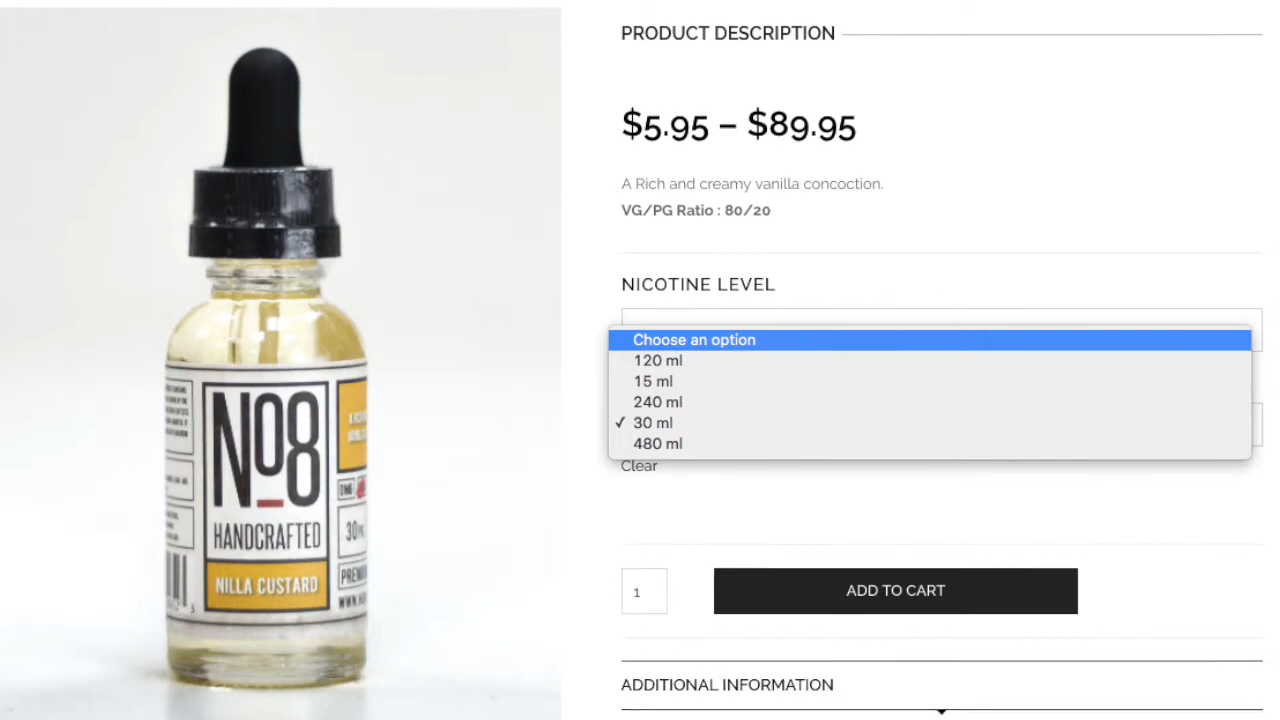 PRODUCT DESCRIPTION
$5.95 – $89.95
A Rich and creamy vanilla concoction.
VG/PG Ratio : 80/20
NICOTINE LEVEL
Choose an option
120 ml
15 ml
240 ml
✓ 30 ml
480 ml
Clear
1
ADD TO CART
ADDITIONAL INFORMATION
No8
HANDCRAFTED
NILLA CUSTARD
30